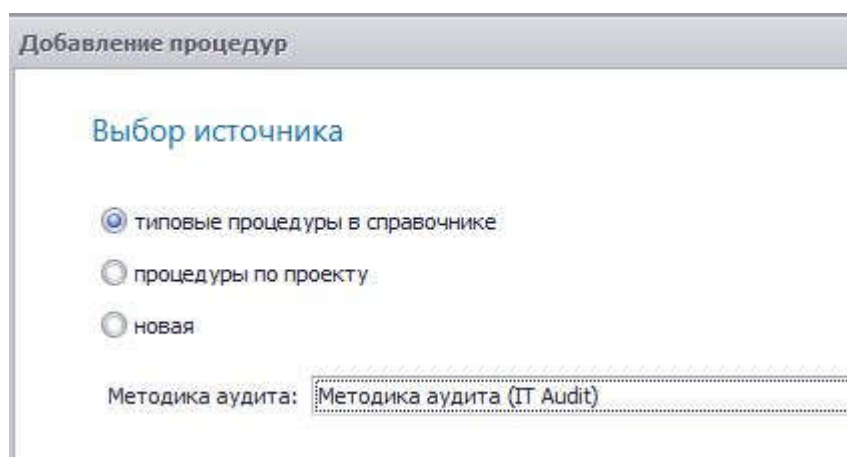 Добавление процедур
Выбор источника
типовые процедуры в справочнике
процедуры по проекту
новая
Методика аудита: Методика аудита (IT Audit)